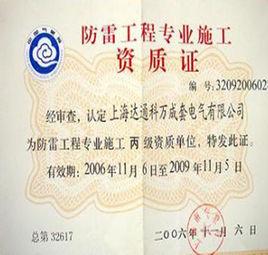 防雷工程专业施工
资质证
编号:3209200602
经审查,认定上海达通科万成套电气有限公司
为防雷工程专业施工丙级资质单位,特发此证。
有效期:2006年11月6日至2009年11月5日
总第32617
二〇〇六年十一月六日